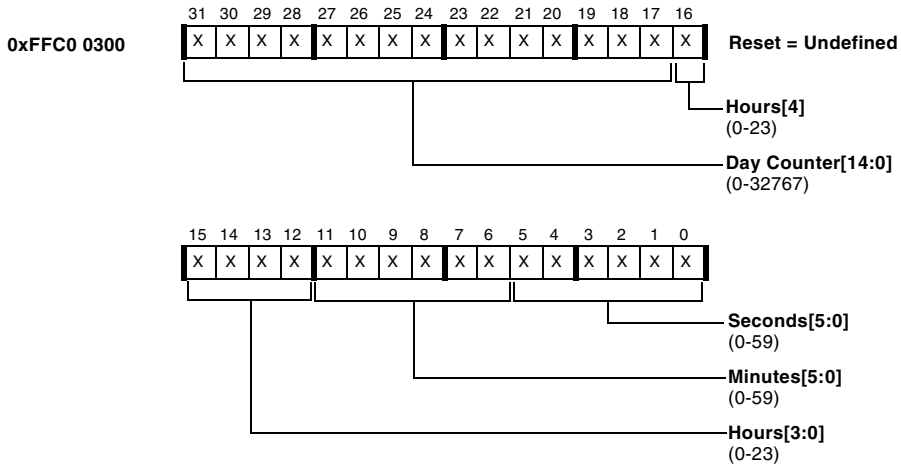 31 30 29 28 27 26 25 24 23 22 21 20 19 18 17 16
0xFFC0 0300 X X X X X X X X X X X X X X X X Reset = Undefined
Hours[4]
(0-23)
Day Counter[14:0]
(0-32767)
15 14 13 12 11 10 9 8 7 6 5 4 3 2 1 0
X X X X X X X X X X X X X X X X
Seconds[5:0]
(0-59)
Minutes[5:0]
(0-59)
Hours[3:0]
(0-23)